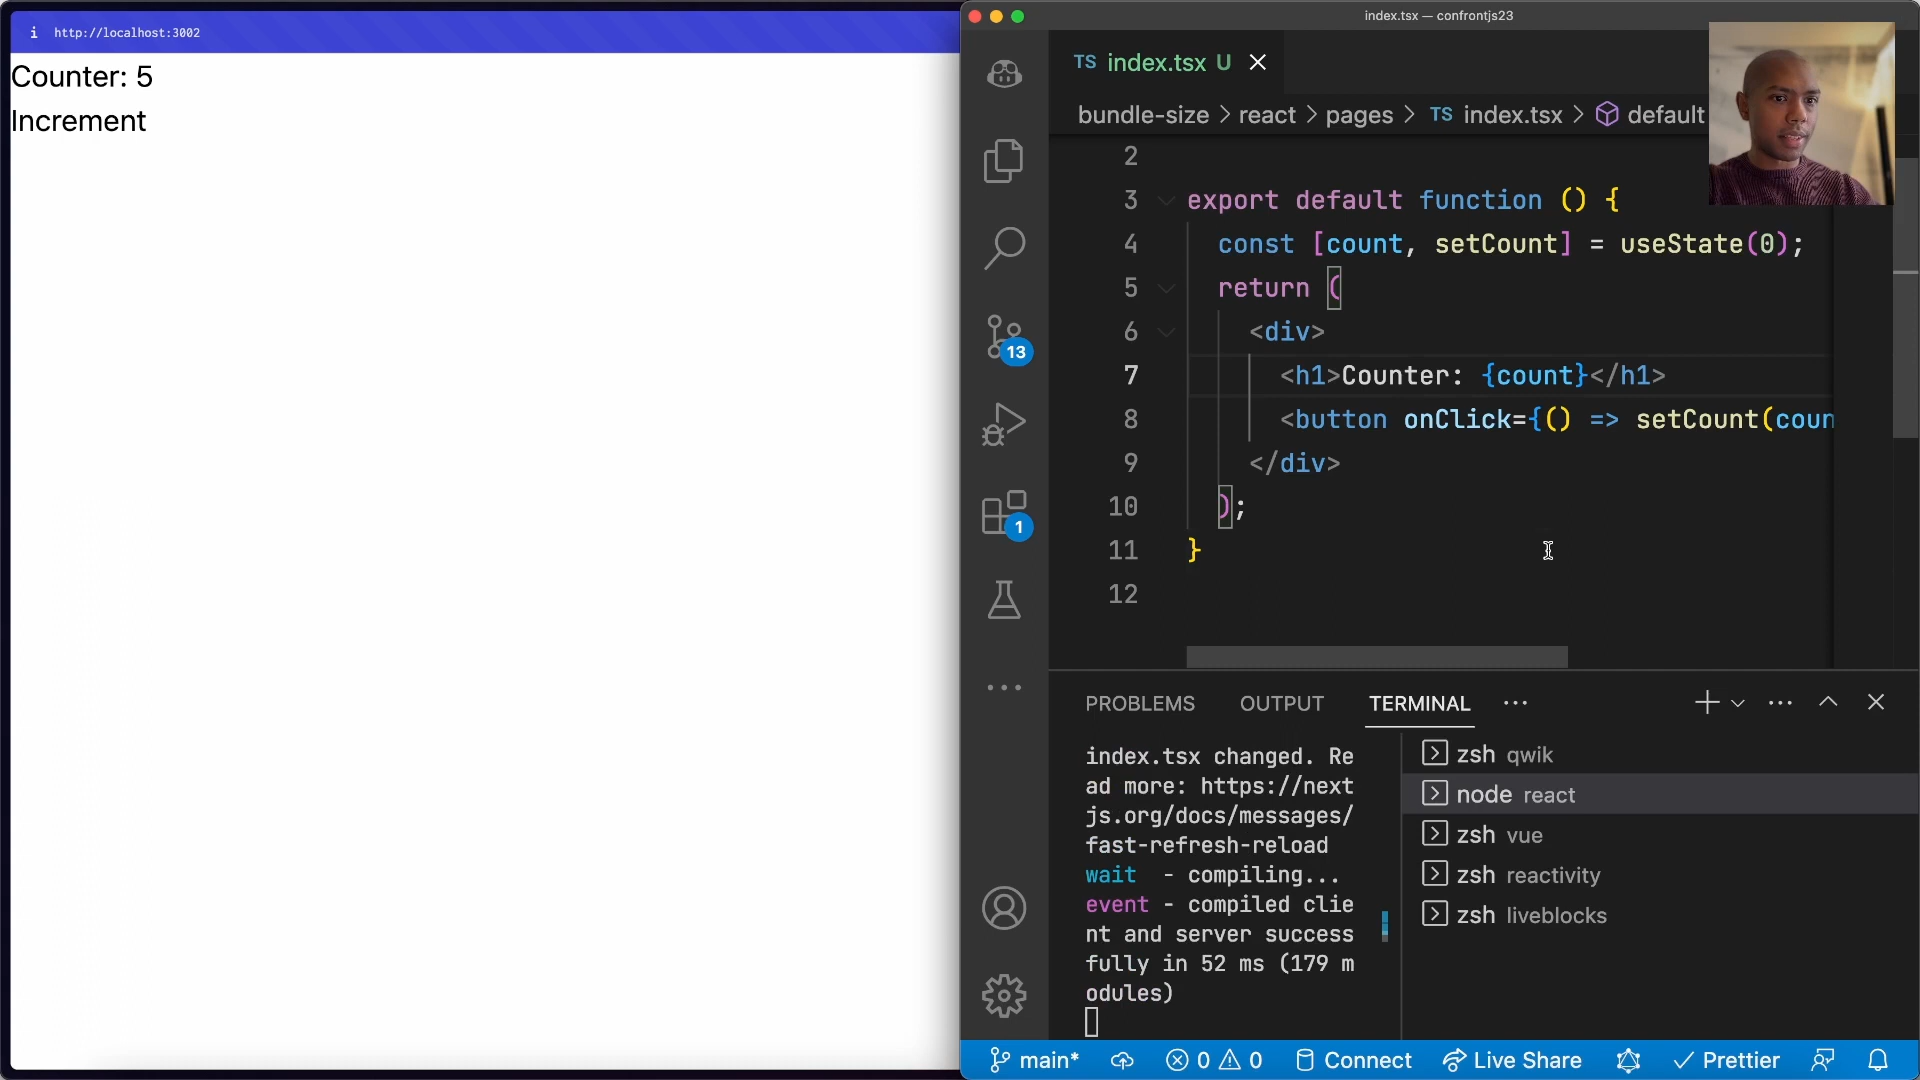 i http://localhost:3002
Counter: 5
Increment
index.tsx — confrontjs23
TS index.tsx U
bundle-size > react > pages > TS index.tsx > default
2
3 export default function () {
4 const [count, setCount] = useState(0);
5 return (
6 <div>
7 <h1>Counter: {count}</h1>
8 <button onClick={() => setCount(coun
9 </div>
10 );
11 }
12
13
1
PROBLEMS OUTPUT TERMINAL
index.tsx changed. Re
ad more: https://next
js.org/docs/messages/
fast-refresh-reload
wait - compiling...
event - compiled clie
nt and server success
fully in 52 ms (179 m
odules)
zsh qwik
node react
zsh vue
zsh reactivity
zsh liveblocks
main* 0 0 Connect Live Share Prettier